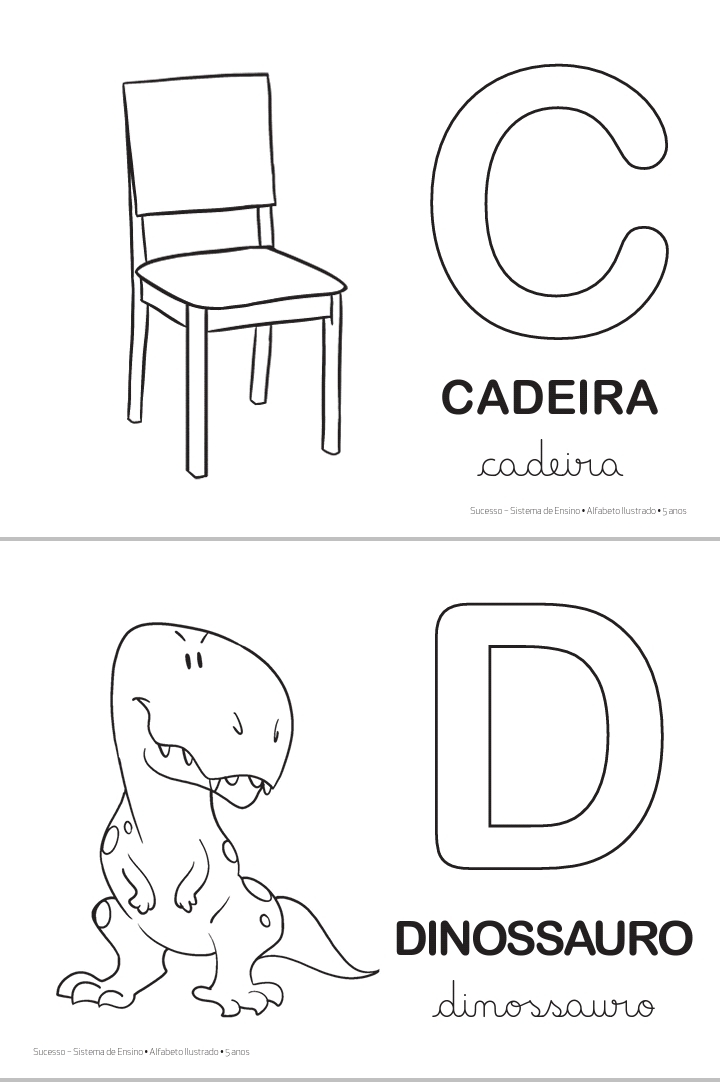 C
CADEIRA
cadeira
Sucesso - Sistema de Ensino • Alfabeto Ilustrado • 5 anos
D
DINOSSAURO
dinossauro
Sucesso - Sistema de Ensino • Alfabeto Ilustrado • 5 anos